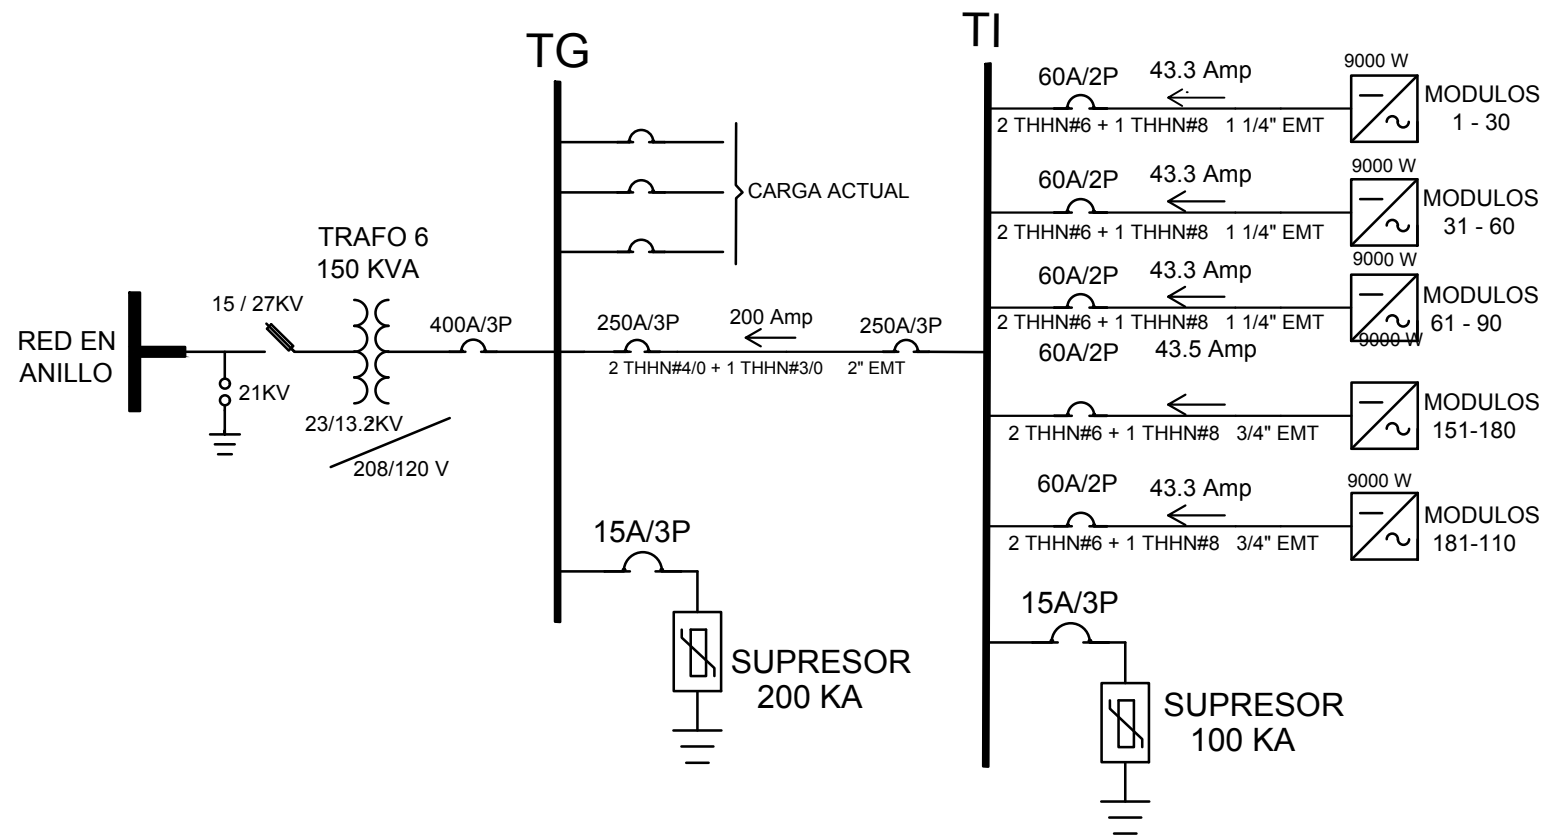 TG
TI
RED EN
ANILLO
15 / 27KV
21KV
TRAFO 6
150 KVA
23/13.2KV
208/120 V
400A/3P
CARGA ACTUAL
250A/3P
200 Amp
250A/3P
2 THHN#4/0 + 1 THHN#3/0 2" EMT
15A/3P
SUPRESOR
200 KA
60A/2P
43.3 Amp
9000 W
2 THHN#6 + 1 THHN#8 1 1/4" EMT
MODULOS
1 - 30
60A/2P
43.3 Amp
9000 W
2 THHN#6 + 1 THHN#8 1 1/4" EMT
MODULOS
31 - 60
60A/2P
43.3 Amp
9000 W
2 THHN#6 + 1 THHN#8 1 1/4" EMT
MODULOS
61 - 90
60A/2P
43.5 Amp
9000 W
2 THHN#6 + 1 THHN#8 3/4" EMT
MODULOS
151-180
60A/2P
43.3 Amp
9000 W
2 THHN#6 + 1 THHN#8 3/4" EMT
MODULOS
181-110
15A/3P
SUPRESOR
100 KA